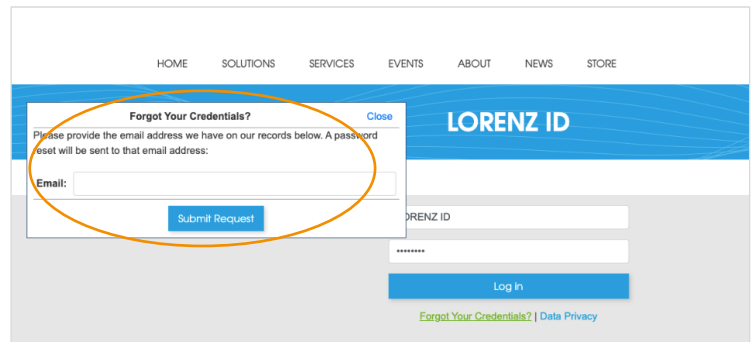 HOME SOLUTIONS SERVICES EVENTS ABOUT NEWS STORE
LORENZ ID
Forgot Your Credentials? Close
Please provide the email address we have on our records below. A password
reset will be sent to that email address:
Email:
Submit Request
LORENZ ID
••••••••
Log in
Forgot Your Credentials? | Data Privacy